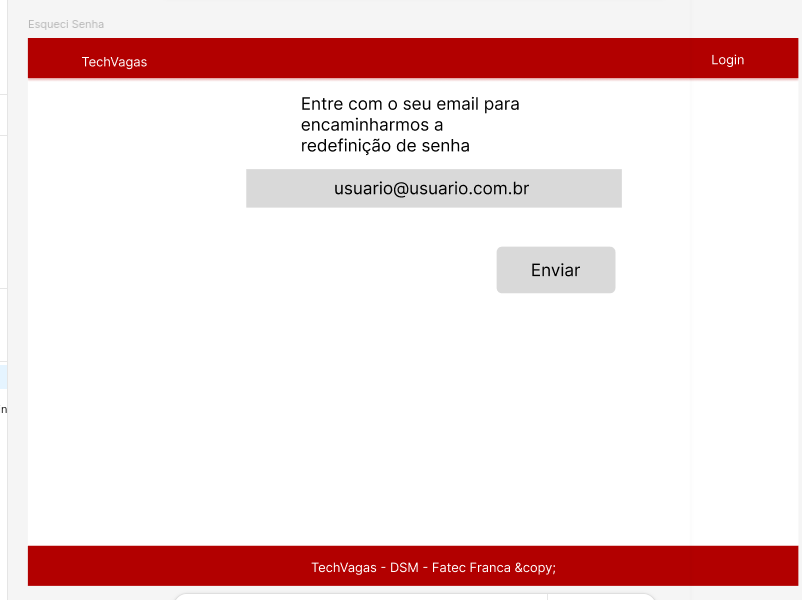 Esqueci Senha
TechVagas
Login
Entre com o seu email para
encaminharmos a
redefinição de senha
usuario@usuario.com.br
Enviar
n
TechVagas - DSM - Fatec Franca &copy;